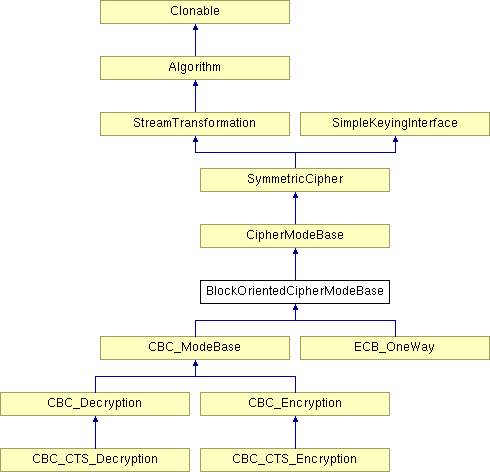 Clonable
Algorithm
StreamTransformation
SimpleKeyingInterface
SymmetricCipher
CipherModeBase
BlockOrientedCipherModeBase
CBC_ModeBase
ECB_OneWay
CBC_Decryption
CBC_Encryption
CBC_CTS_Decryption
CBC_CTS_Encryption